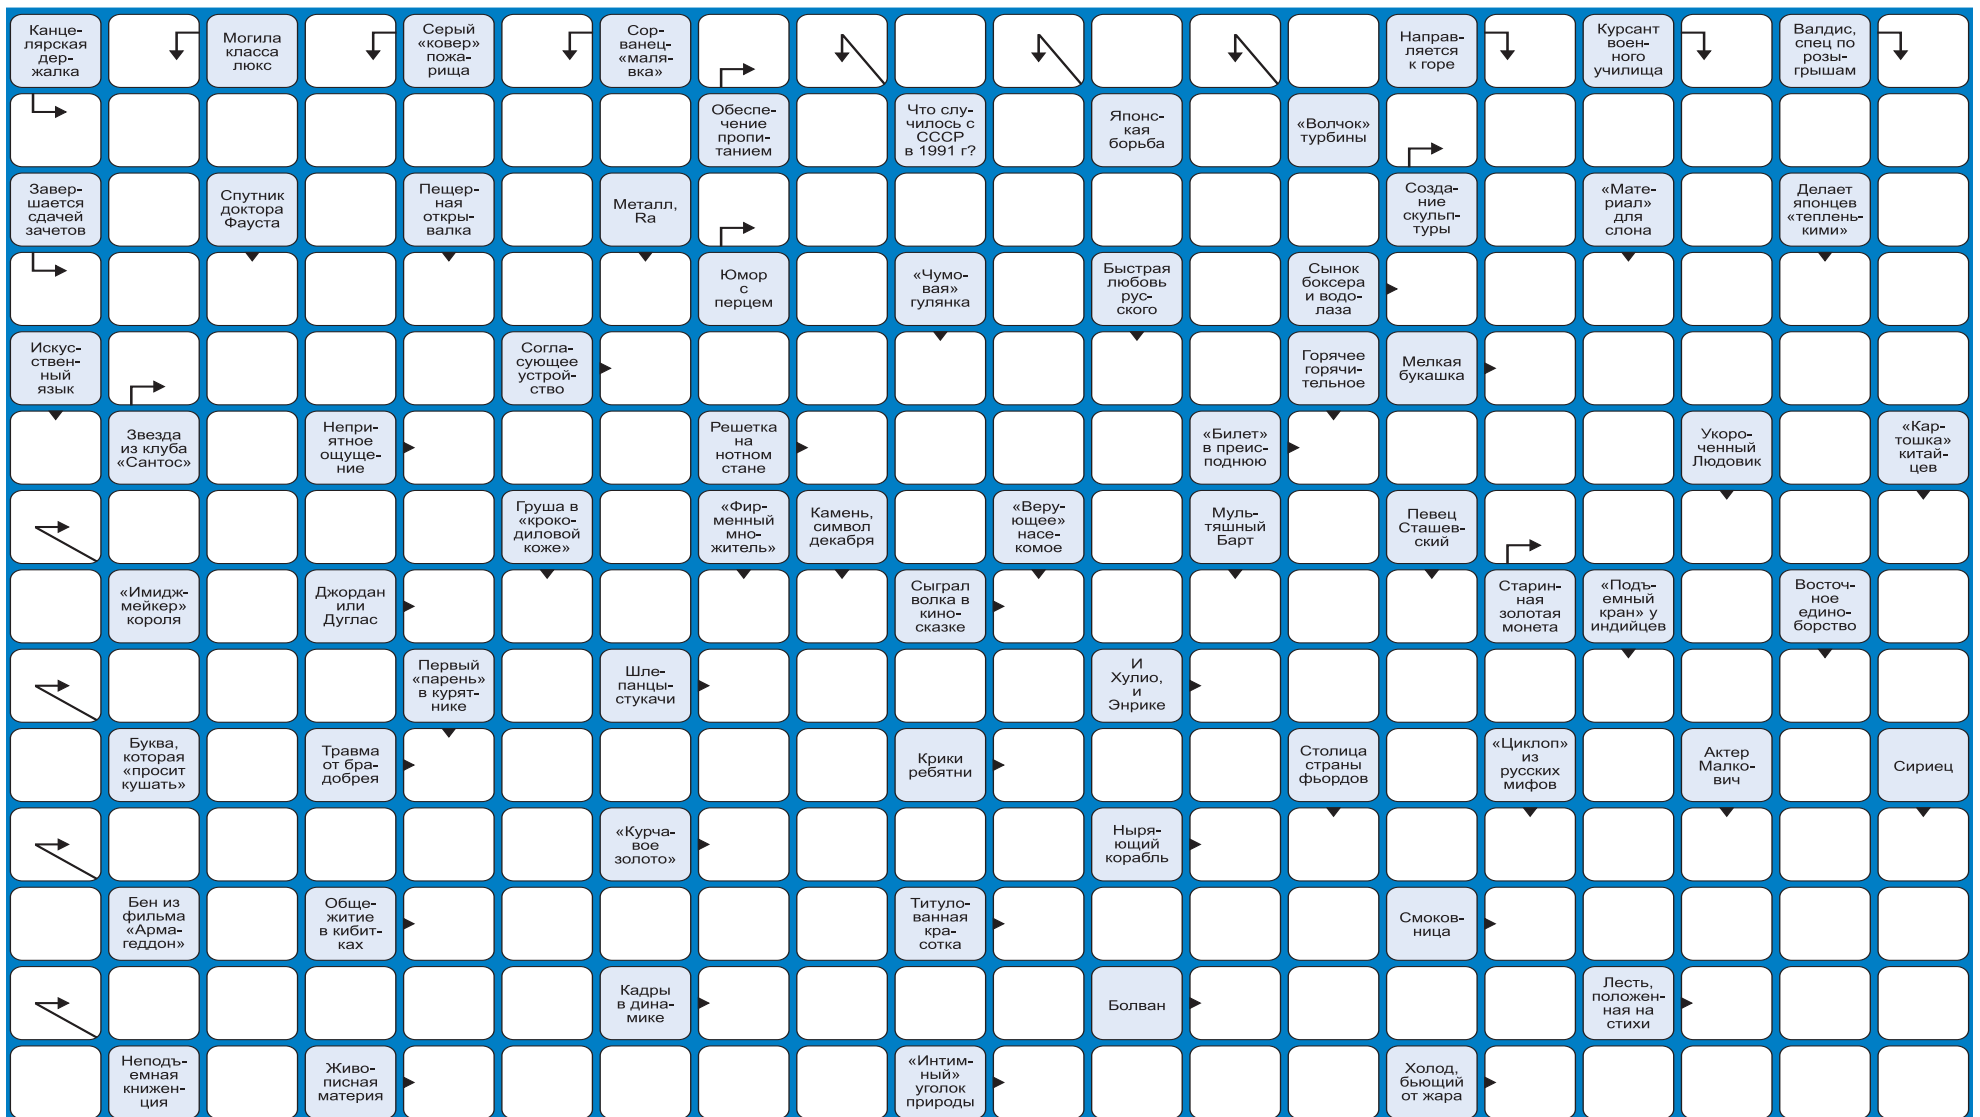 Канце-
лярская
дер-
жалка
Могила
класса
люкс
Серый
«ковер»
пожа-
рища
Сор-
ванец-
«маля-
вка»
Направ-
ляется
к горе
Курсант
воен-
ного
училища
Валдис,
спец по
розы-
грышам
Обеспе-
чение
пропи-
танием
Что слу-
чилось с
СССР
в 1991 г?
Японс-
кая
борьба
«Волчок»
турбины
Завер-
шается
сдачей
зачетов
Спутник
доктора
Фауста
Пещер-
ная
откры-
валка
Металл,
Ra
Созда-
ние
скульп-
туры
«Мате-
риал»
для
слона
Делает
японцев
«теплень-
кими»
Юмор
с
перцем
«Чумо-
вая»
гулянка
Быстрая
любовь
рус-
ского
Сынок
боксера
и водо-
лаза
Искус-
ствен-
ный
язык
Согла-
сующее
устрой-
ство
Горячее
горячи-
тельное
Мелкая
букашка
Звезда
из клуба
«Сантос»
Непри-
ятное
ощуще-
ние
Решетка
на
нотном
стане
«Билет»
в преис-
поднюю
Укоро-
ченный
Людовик
«Кар-
тошка»
китай-
цев
Груша в
«кроко-
диловой
коже»
«Фир-
менный
мно-
житель»
Камень,
символ
декабря
«Веру-
ющее»
насе-
комое
Муль-
тяшный
Барт
Певец
Сташев-
ский
«Имидж-
мейкер»
короля
Джордан
или
Дуглас
Сыграл
волка в
кино-
сказке
Старин-
ная
золотая
монета
«Подъ-
емный
кран» у
индийцев
Восточ-
ное
едино-
борство
Первый
«парень»
в курят-
нике
Шле-
панцы-
стукачи
И
Хулио,
и
Энрике
Буква,
которая
«просит
кушать»
Травма
от бра-
добрея
Крики
ребятни
Столица
страны
фьордов
«Циклоп»
из
русских
мифов
Актер
Малко-
вич
Сириец
«Курча-
вое
золото»
Ныря-
ющий
корабль
Бен из
фильма
«Арма-
геддон»
Обще-
житие
в кибит-
ках
Титуло-
ванная
кра-
сотка
Смоков-
ница
Кадры
в дина-
мике
Болван
Лесть,
положен-
ная на
стихи
Неподъ-
емная
книжен-
ция
Живо-
писная
материя
«Интим-
ный»
уголок
природы
Холод,
бьющий
от жара